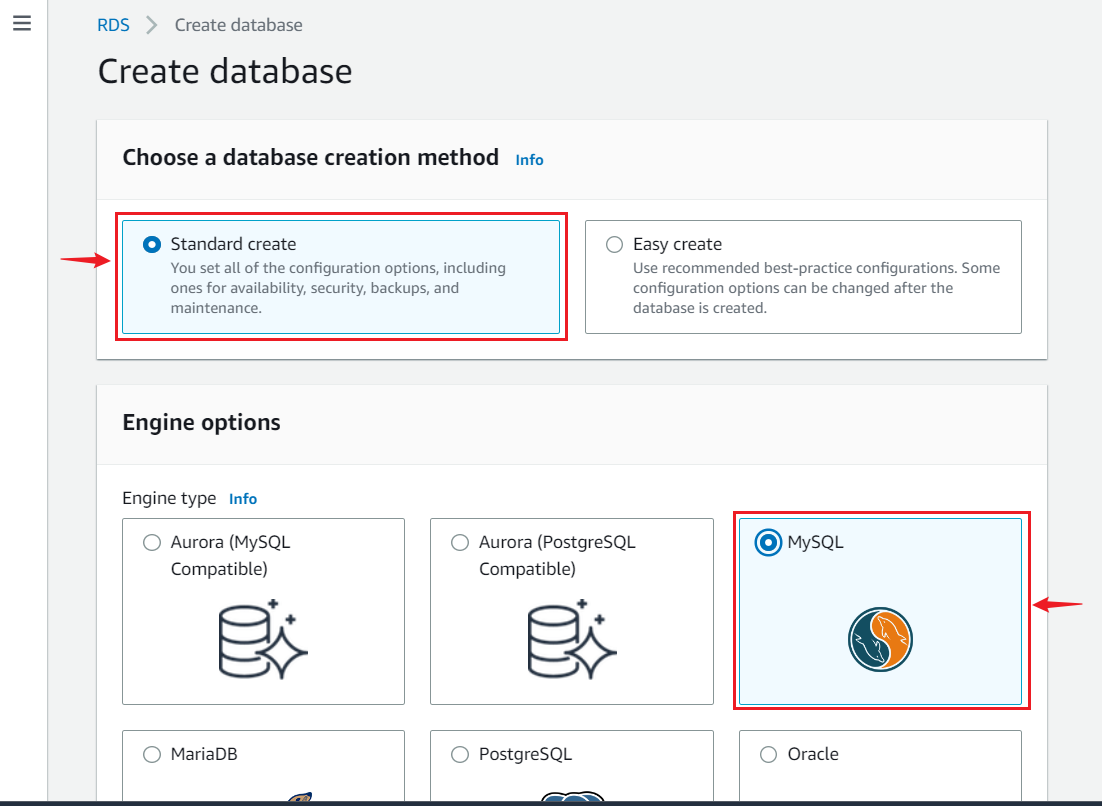 RDS > Create database
Create database
Choose a database creation method Info
Standard create
You set all of the configuration options, including
ones for availability, security, backups, and
maintenance.
Easy create
Use recommended best-practice configurations. Some
configuration options can be changed after the
database is created.
Engine options
Engine type Info
Aurora (MySQL
Compatible)
Aurora (PostgreSQL
Compatible)
MySQL
MariaDB
PostgreSQL
Oracle